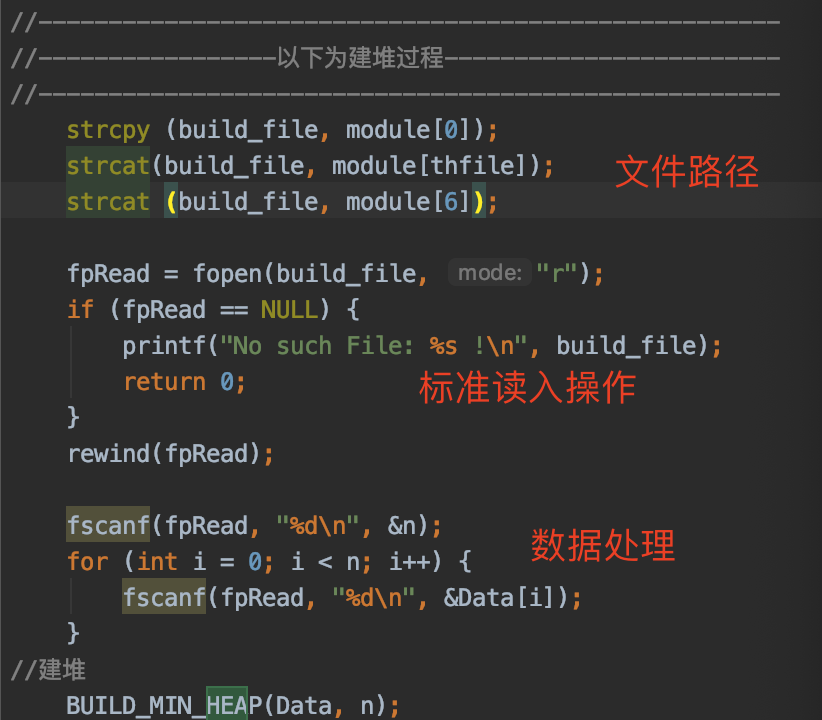 //——————————————————————————————————————
//————————————以下为建堆过程—————————————————
//——————————————————————————————————————
strcpy (build_file, module[0]);
strcat(build_file, module[thfile]);
文件路径
strcat (build_file, module[6]);
fpRead = fopen(build_file, mode: "r");
if (fpRead == NULL) {
printf("No such File: %s !\n", build_file);
return 0;
标准读入操作
}
rewind(fpRead);
fscanf(fpRead, "%d\n", &n);
数据处理
for (int i = 0; i < n; i++) {
fscanf(fpRead, "%d\n", &Data[i]);
}
//建堆
BUILD_MIN_HEAP(Data, n);